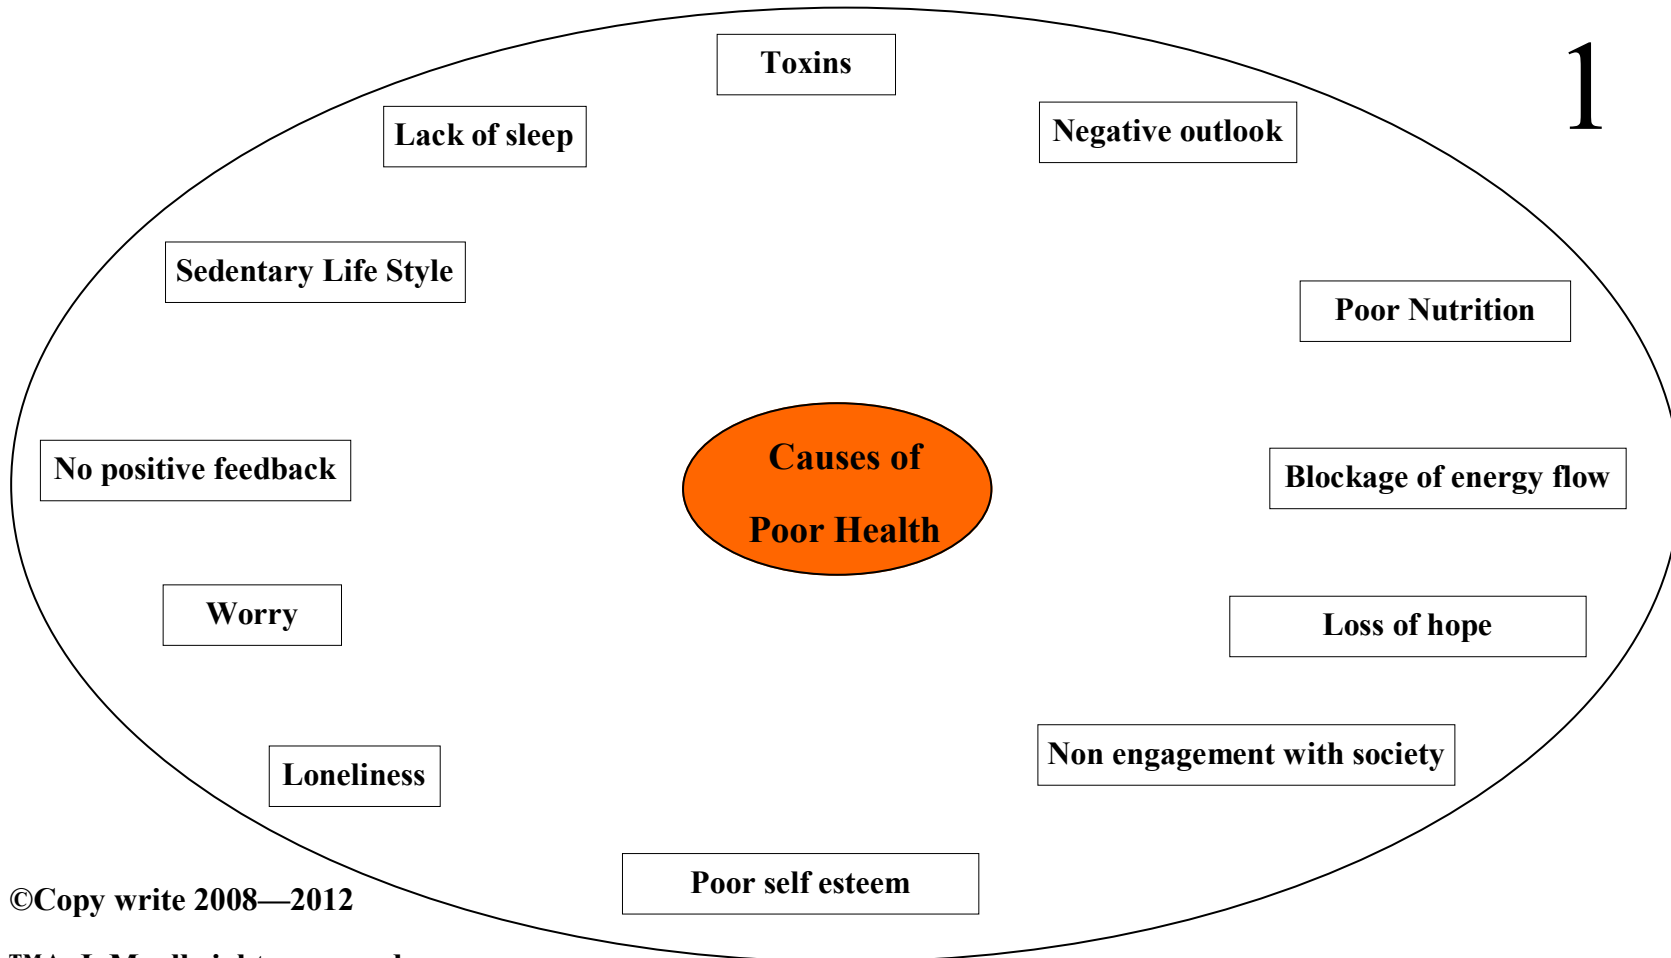 Toxins
1
Lack of sleep
Negative outlook
Sedentary Life Style
Poor Nutrition
Causes of
Poor Health
No positive feedback
Blockage of energy flow
Worry
Loss of hope
Non engagement with society
Loneliness
Poor self esteem
©Copy write 2008—2012